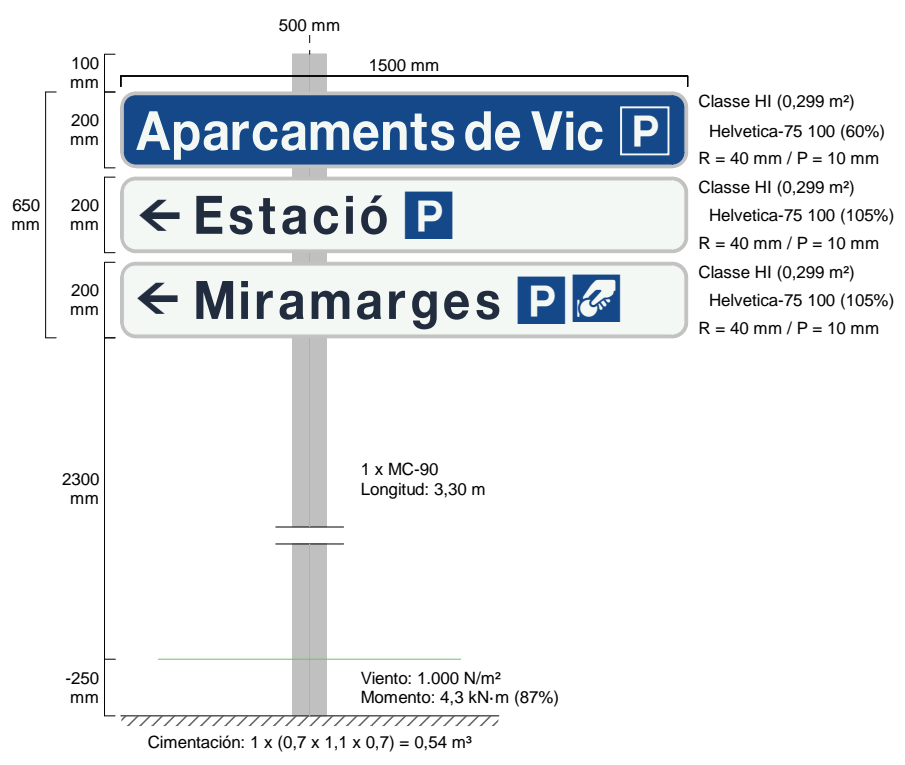 500 mm
100 mm
1500 mm
200 mm
Aparcaments de Vic P
Classe HI (0,299 m²)
Helvetica-75 100 (60%)
R = 40 mm / P = 10 mm
650 mm
200 mm
Estació P
Classe HI (0,299 m²)
Helvetica-75 100 (105%)
R = 40 mm / P = 10 mm
200 mm
Miramarges P
Classe HI (0,299 m²)
Helvetica-75 100 (105%)
R = 40 mm / P = 10 mm
2300 mm
1 x MC-90
Longitud: 3,30 m
-250 mm
Viento: 1.000 N/m²
Momento: 4,3 kN·m (87%)
Cimentación: 1 x (0,7 x 1,1 x 0,7) = 0,54 m³